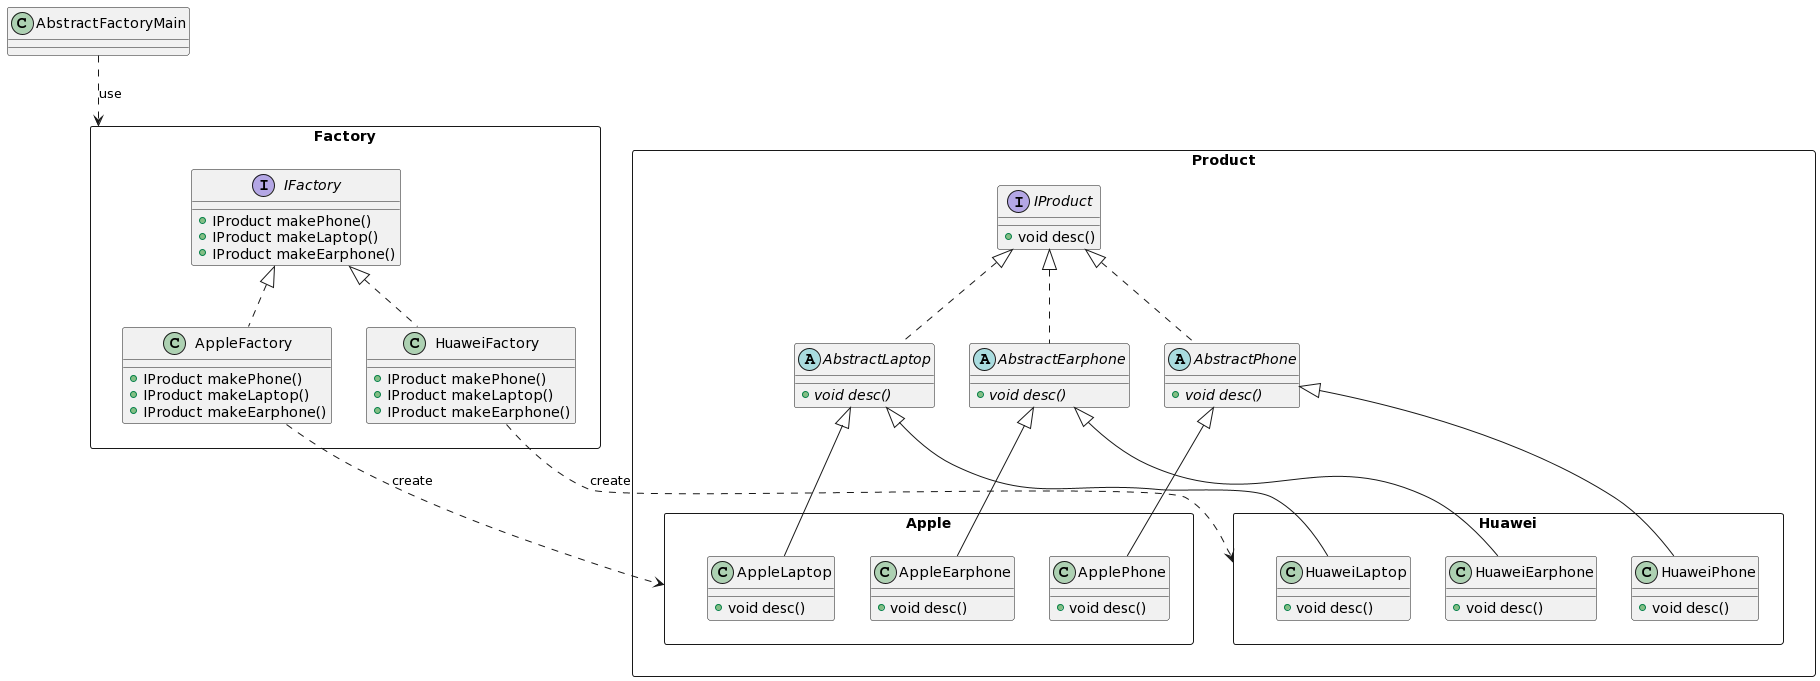 C AbstractFactoryMain
use
Factory
I IFactory
IProduct makePhone()
IProduct makeLaptop()
IProduct makeEarphone()
C AppleFactory
IProduct makePhone()
IProduct makeLaptop()
IProduct makeEarphone()
C HuaweiFactory
IProduct makePhone()
IProduct makeLaptop()
IProduct makeEarphone()
create
create
Product
I IProduct
void desc()
A AbstractLaptop
void desc()
A AbstractEarphone
void desc()
A AbstractPhone
void desc()
Apple
C AppleLaptop
void desc()
C AppleEarphone
void desc()
C ApplePhone
void desc()
Huawei
C HuaweiLaptop
void desc()
C HuaweiEarphone
void desc()
C HuaweiPhone
void desc()